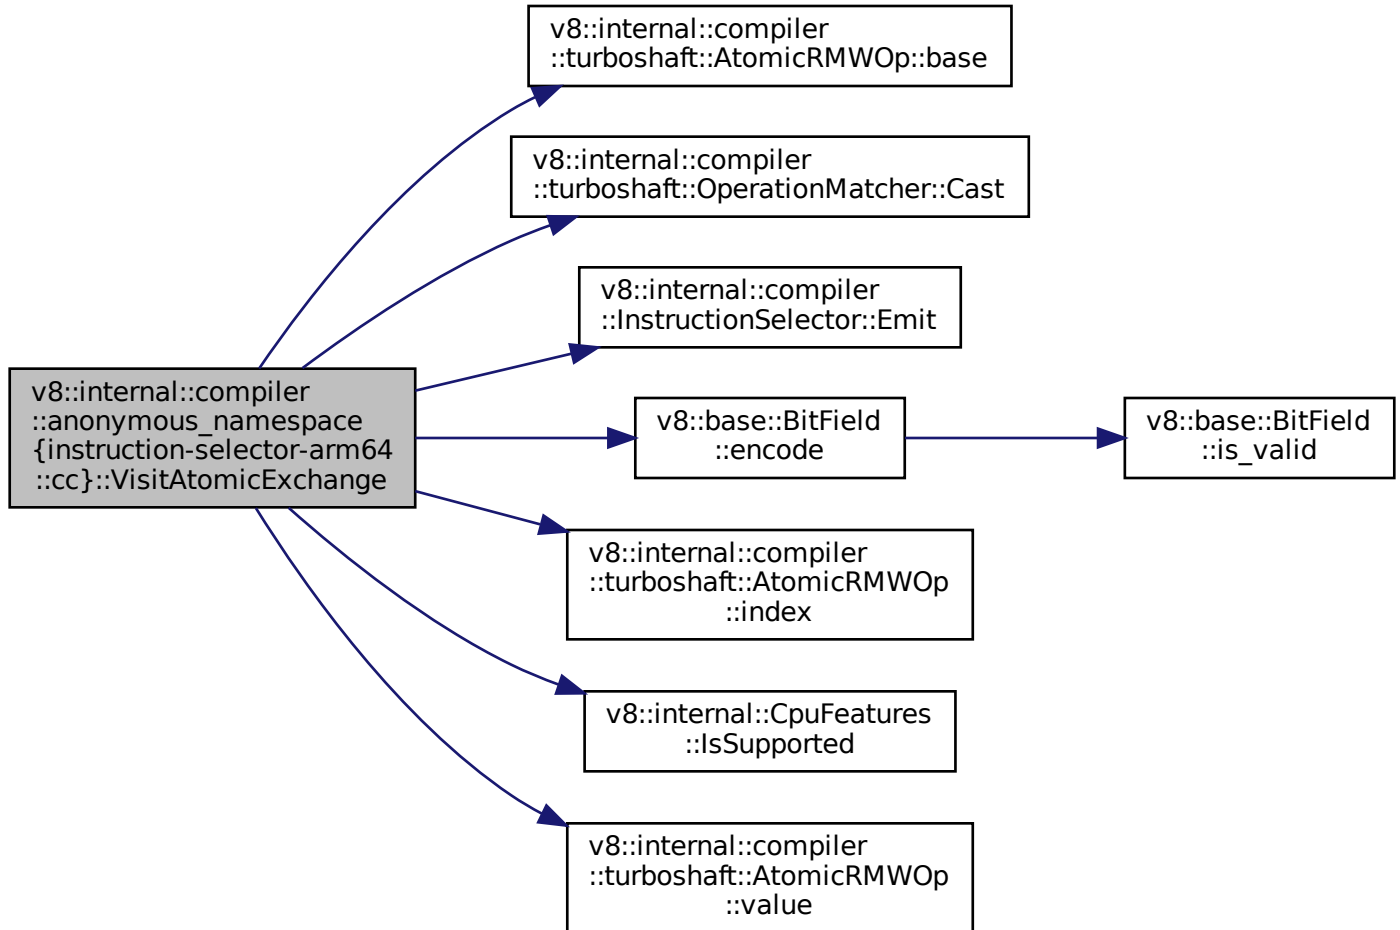 v8::internal::compiler
::turboshaft::AtomicRMWOp::base
v8::internal::compiler
::turboshaft::OperationMatcher::Cast
v8::internal::compiler
::InstructionSelector::Emit
v8::internal::compiler
::anonymous_namespace
{instruction-selector-arm64
::cc}::VisitAtomicExchange
v8::base::BitField
::encode
v8::base::BitField
::is_valid
v8::internal::compiler
::turboshaft::AtomicRMWOp
::index
v8::internal::CpuFeatures
::IsSupported
v8::internal::compiler
::turboshaft::AtomicRMWOp
::value